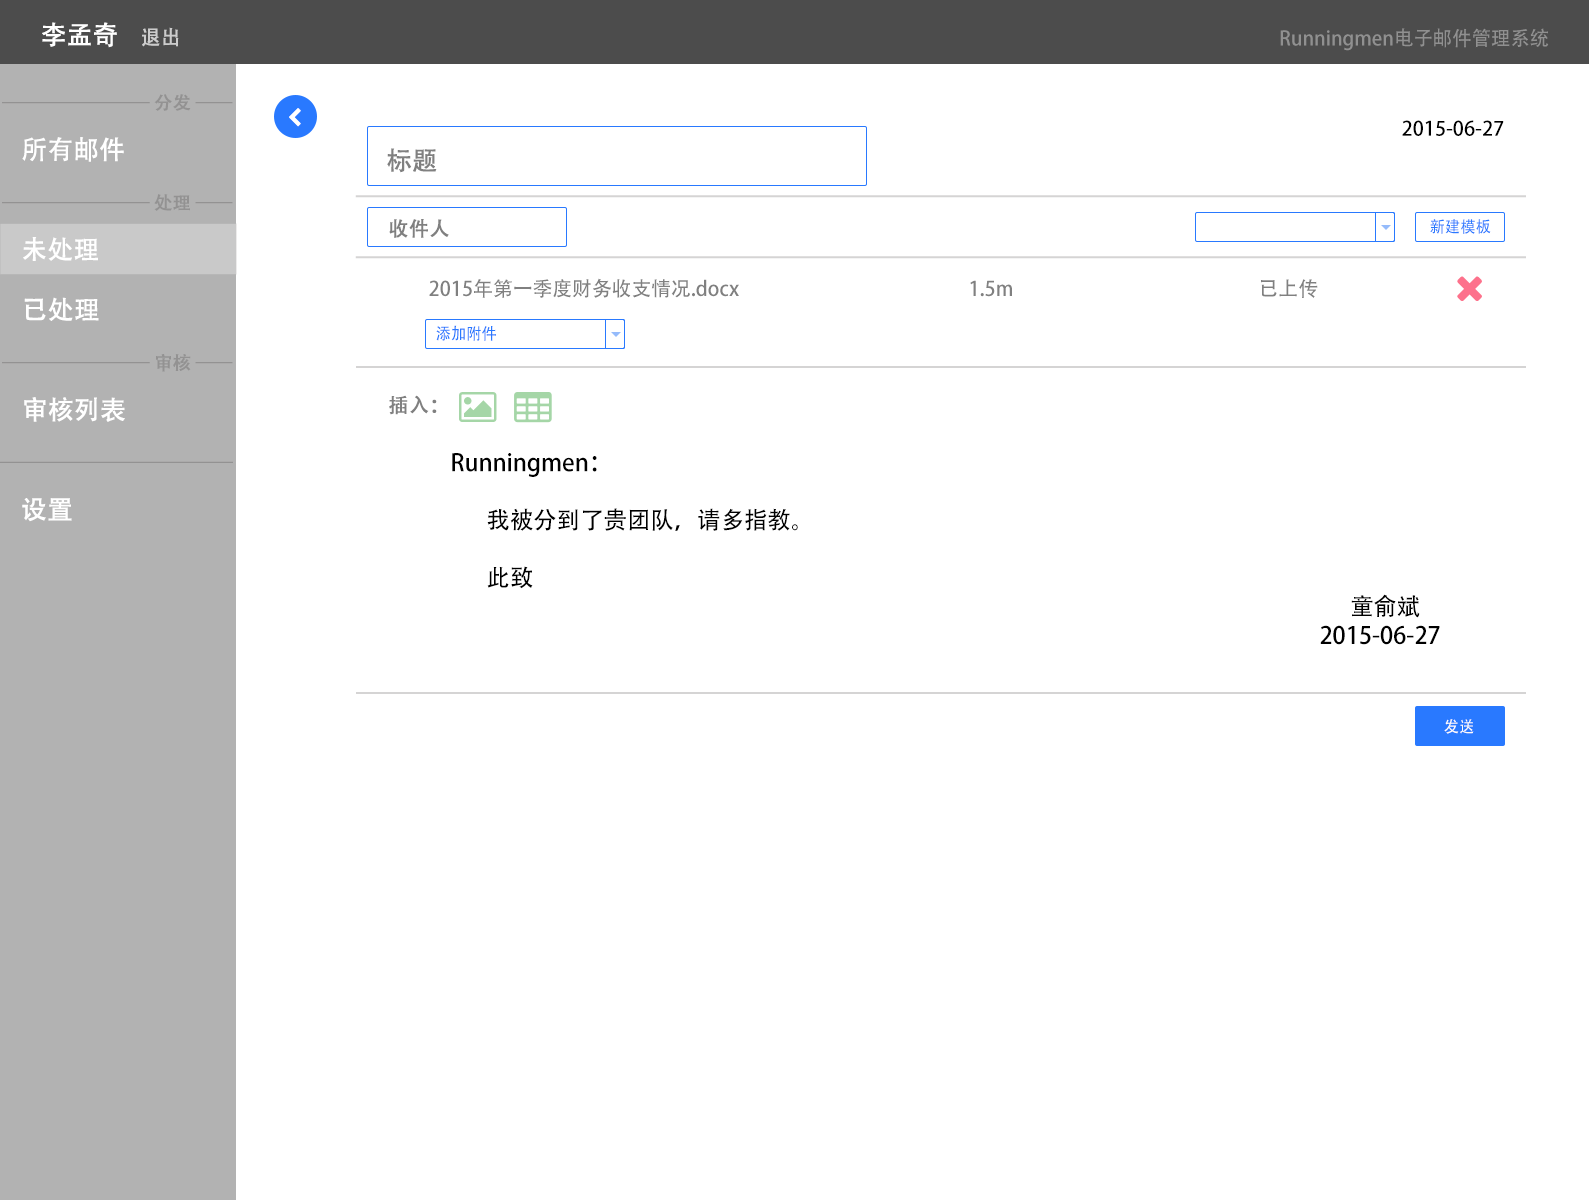 李孟奇 退出 Runningmen电子邮件管理系统
分发
所有邮件
处理
未处理
已处理
审核
审核列表
设置
2015-06-27
标题
收件人 新建模板
2015年第一季度财务收支情况.docx 1.5m 已上传
添加附件
插入：
Runningmen：
我被分到了贵团队，请多指教。
此致
童俞斌
2015-06-27
发送